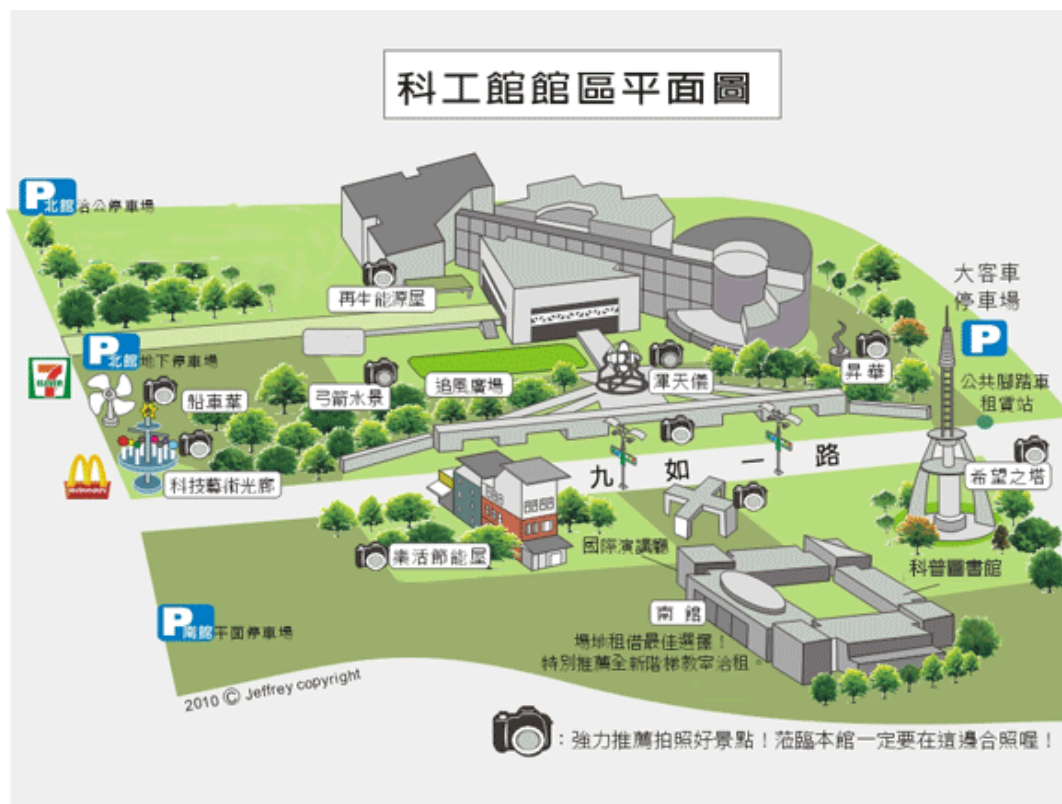 科工館館區平面圖
P
北館洽公停車場
再生能源屋
大客車
停車場
P
P
北館地下停車場
7
ELEVEN
船車葉
弓箭水景
追風廣場
渾天儀
昇華
公共腳踏車
租賃站
科技藝術光廊
九如一路
希望之塔
樂活節能屋
國際演講廳
科普圖書館
P
南館平面停車場
南館
場地租借最佳選擇！
特別推薦全新階梯教室洽租。
2010 © Jeffrey copyright
：強力推薦拍照好景點！蒞臨本館一定要在這邊合照喔！